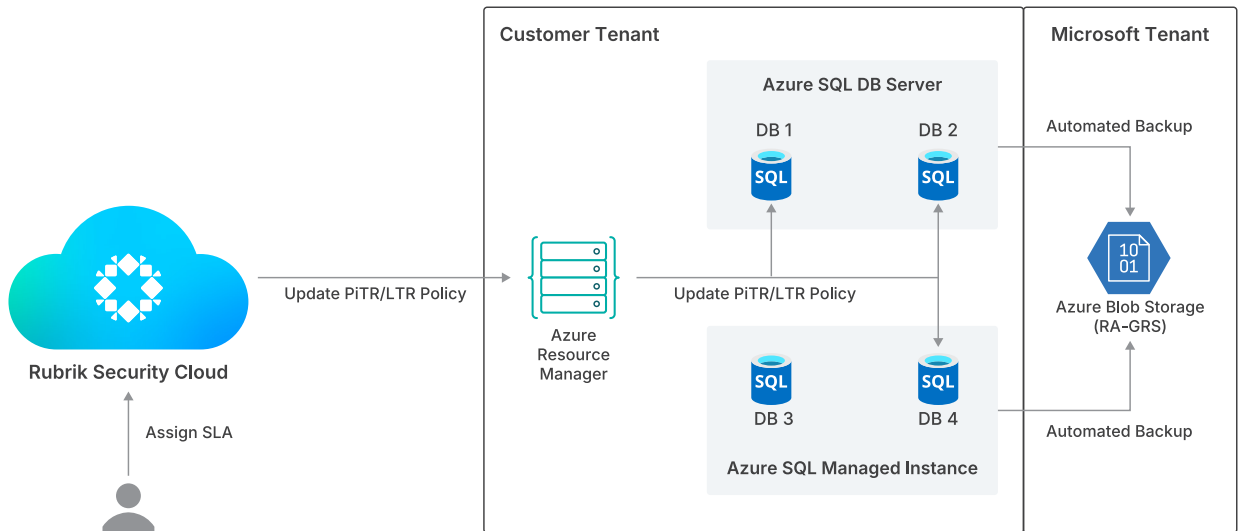 Customer Tenant
Microsoft Tenant
Azure SQL DB Server
DB 1
DB 2
SQL
SQL
Automated Backup
10
01
Azure Blob Storage
(RA-GRS)
Update PiTR/LTR Policy
Update PiTR/LTR Policy
Azure
Resource
Manager
Rubrik Security Cloud
Assign SLA
SQL
SQL
DB 3
DB 4
Automated Backup
Azure SQL Managed Instance